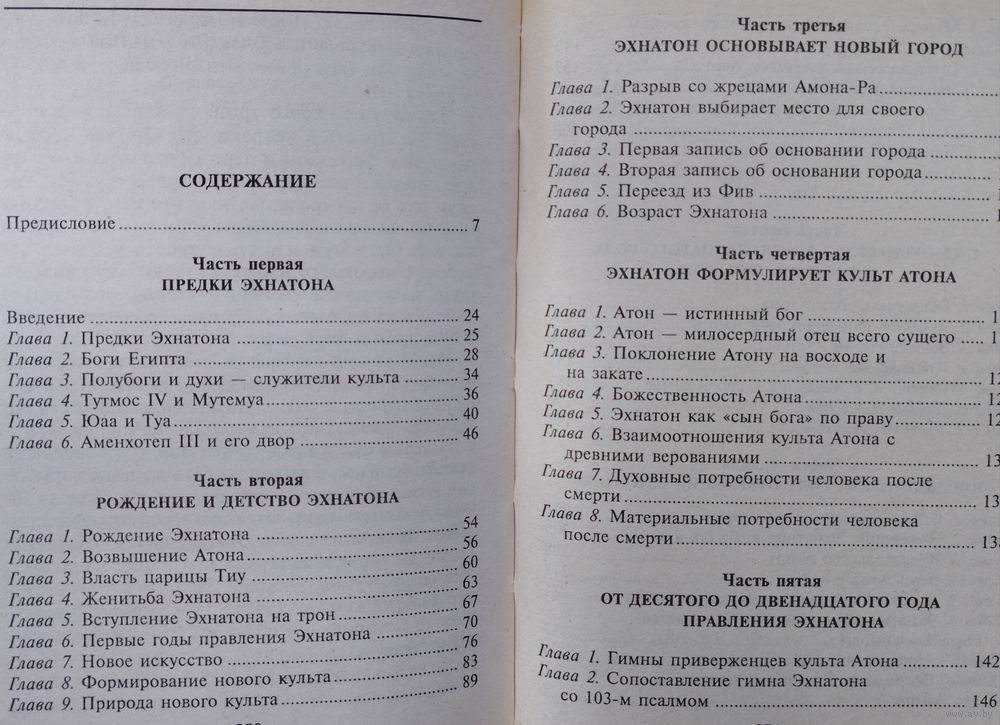 СОДЕРЖАНИЕ
Предисловие 7
Часть первая
ПРЕДКИ ЭХНАТОНА
Введение 24
Глава 1. Предки Эхнатона 25
Глава 2. Боги Египта 28
Глава 3. Полубоги и духи — служители культа 34
Глава 4. Тутмос IV и Мутемуа 36
Глава 5. Юаа и Туа 40
Глава 6. Аменхотеп III и его двор 46
Часть вторая
РОЖДЕНИЕ И ДЕТСТВО ЭХНАТОНА
Глава 1. Рождение Эхнатона 54
Глава 2. Возвышение Атона 56
Глава 3. Власть царицы Тиу 60
Глава 4. Женитьба Эхнатона 63
Глава 5. Вступление Эхнатона на трон 67
Глава 6. Первые годы правления Эхнатона 70
Глава 7. Новое искусство 76
Глава 8. Формирование нового культа 83
Глава 9. Природа нового культа 89
Часть третья
ЭХНАТОН ОСНОВЫВАЕТ НОВЫЙ ГОРОД
Глава 1. Разрыв со жрецами Амона-Ра
Глава 2. Эхнатон выбирает место для своего
города
Глава 3. Первая запись об основании города
Глава 4. Вторая запись об основании города
Глава 5. Переезд из Фив
Глава 6. Возраст Эхнатона
Часть четвертая
ЭХНАТОН ФОРМУЛИРУЕТ КУЛЬТ АТОНА
Глава 1. Атон — истинный бог 1
Глава 2. Атон — милосердный отец всего сущего 1
Глава 3. Поклонение Атону на восходе и
на закате 12
Глава 4. Божественность Атона 12
Глава 5. Эхнатон как «сын бога» по праву 12
Глава 6. Взаимоотношения культа Атона с
древними верованиями 13
Глава 7. Духовные потребности человека после
смерти 13
Глава 8. Материальные потребности человека
после смерти 13
Часть пятая
ОТ ДЕСЯТОГО ДО ДВЕНАДЦАТОГО ГОДА
ПРАВЛЕНИЯ ЭХНАТОНА
Глава 1. Гимны приверженцев культа Атона 142
Глава 2. Сопоставление гимна Эхнатона
со 103-м псалмом 146